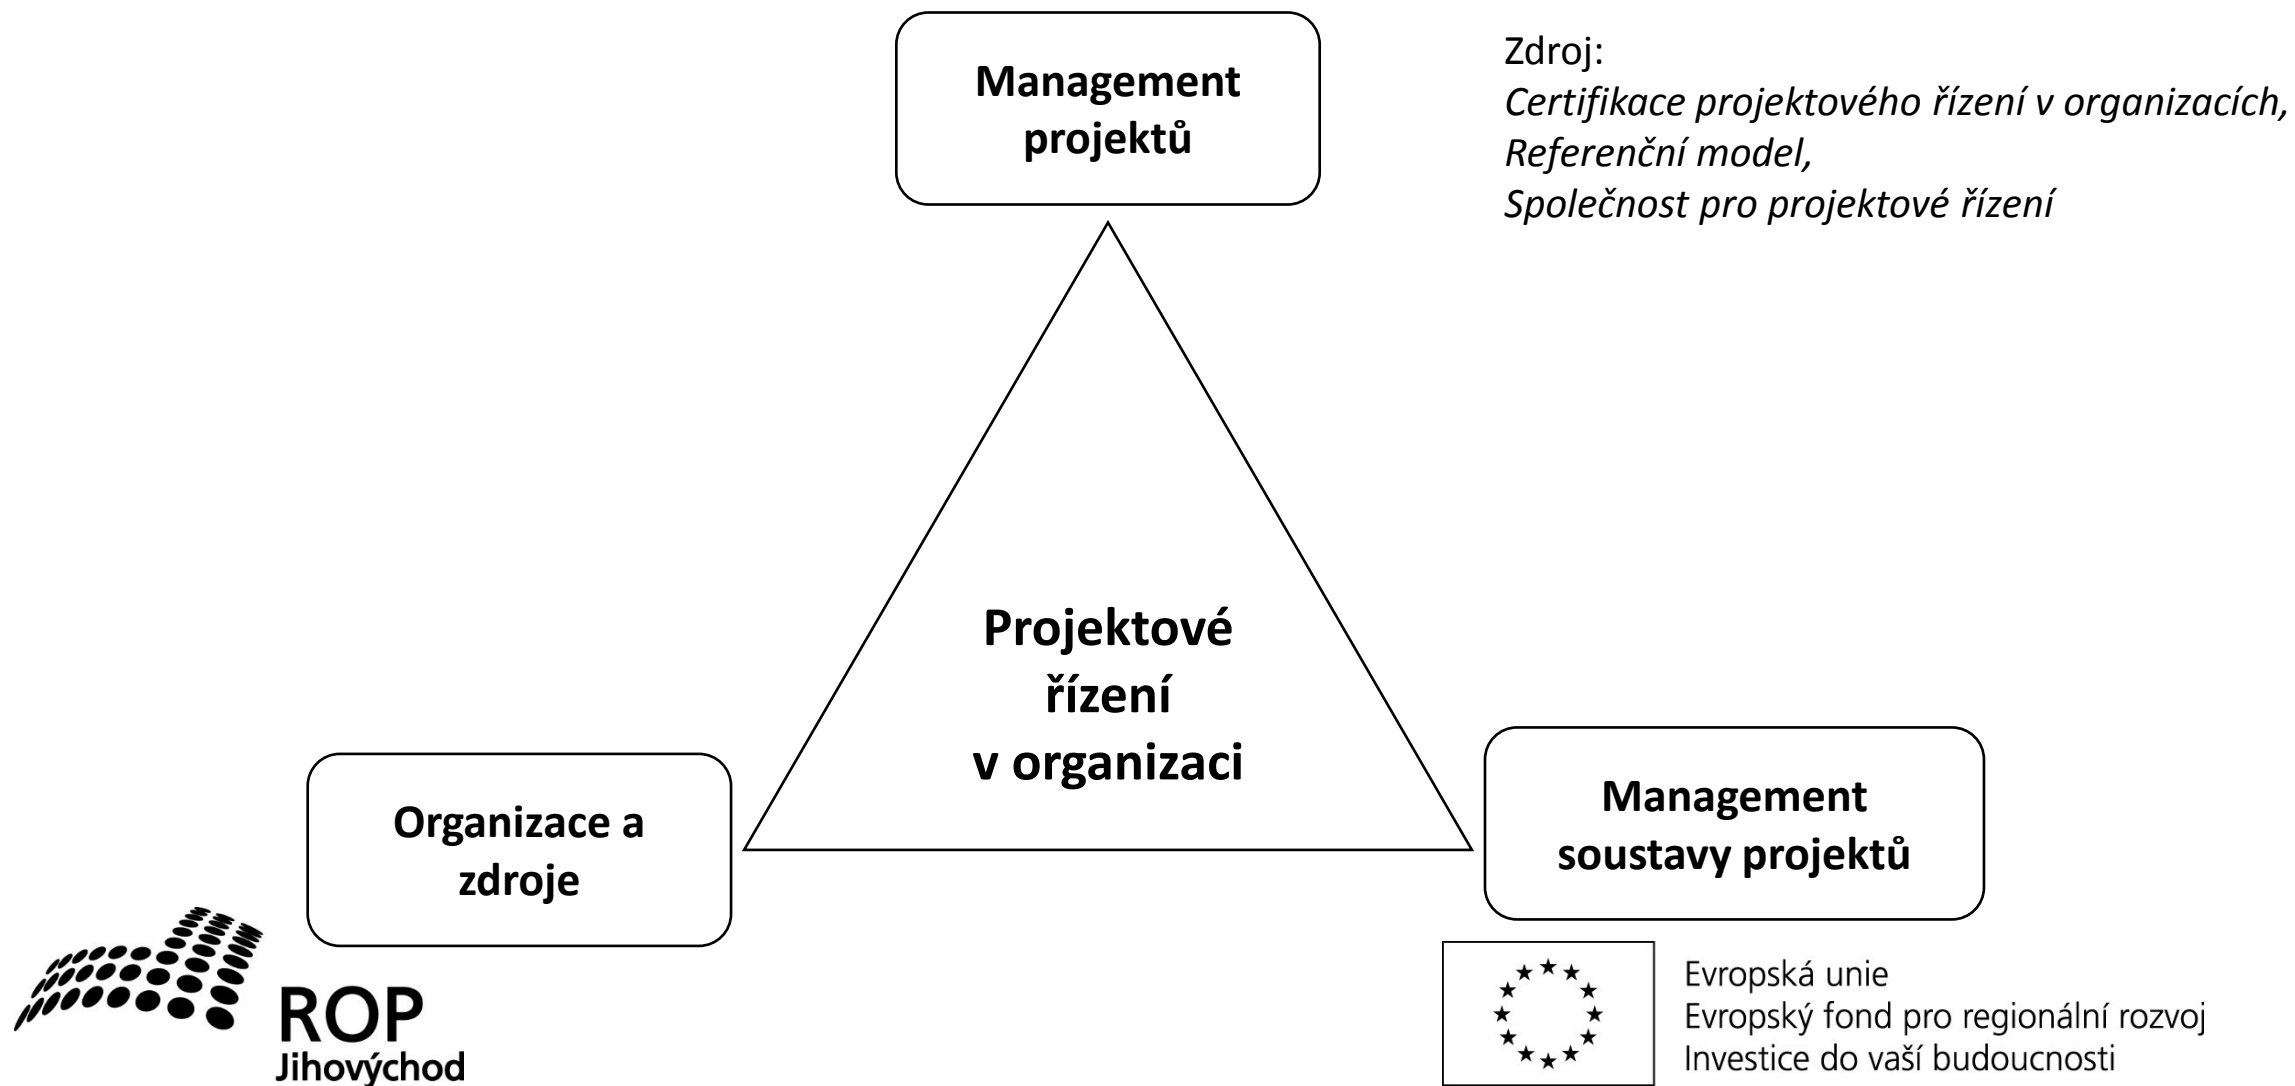 Management
projektů
Zdroj:
Certifikace projektového řízení v organizacích,
Referenční model,
Společnost pro projektové řízení
Projektové
řízení
v organizaci
Organizace a
zdroje
Management
soustavy projektů
ROP
Jihovýchod
Evropská unie
Evropský fond pro regionální rozvoj
Investice do vaší budoucnosti